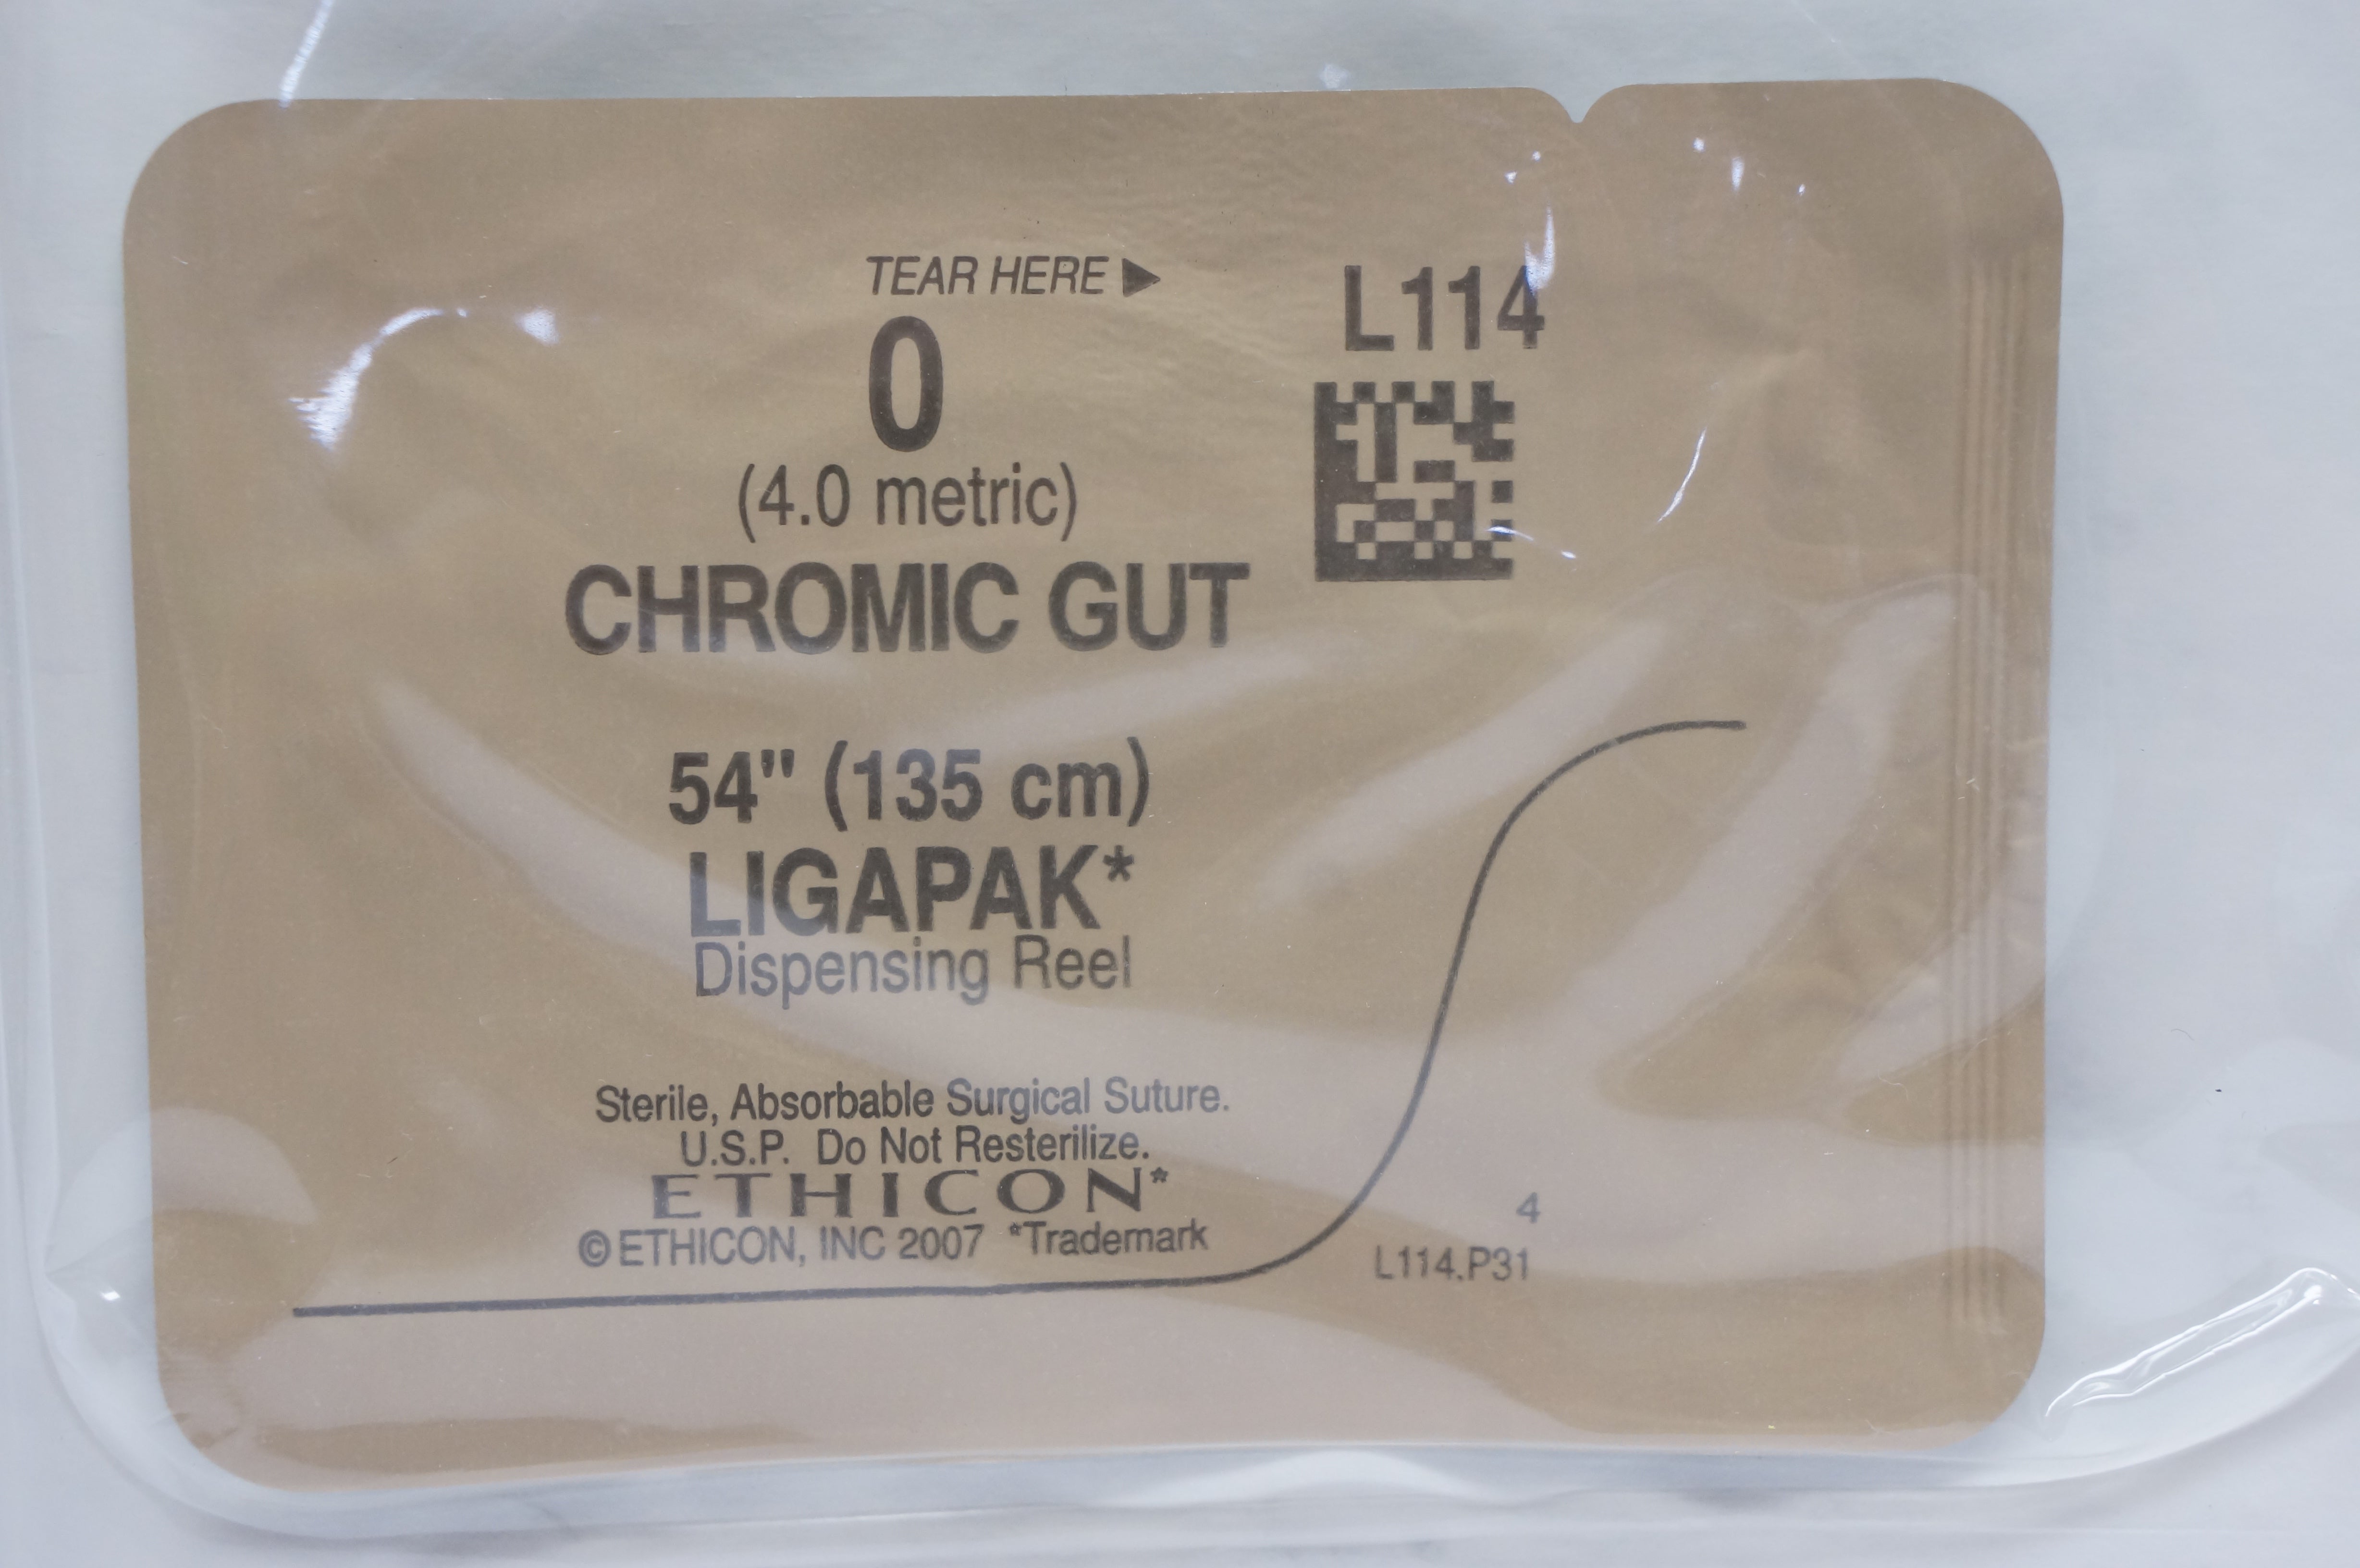 TEAR HERE ▶
L114
0
(4.0 metric)
CHROMIC GUT
54" (135 cm)
LIGAPAK*
Dispensing Reel
Sterile, Absorbable Surgical Suture.
U.S.P. Do Not Resterilize.
ETHICON*
© ETHICON, INC 2007 *Trademark
4
L114.P31